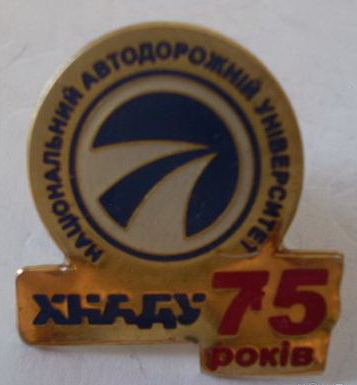 НАЦІОНАЛЬНИЙ АВТОДОРОЖНІЙ УНІВЕРСИТЕТ
ХНАДУ 75
років